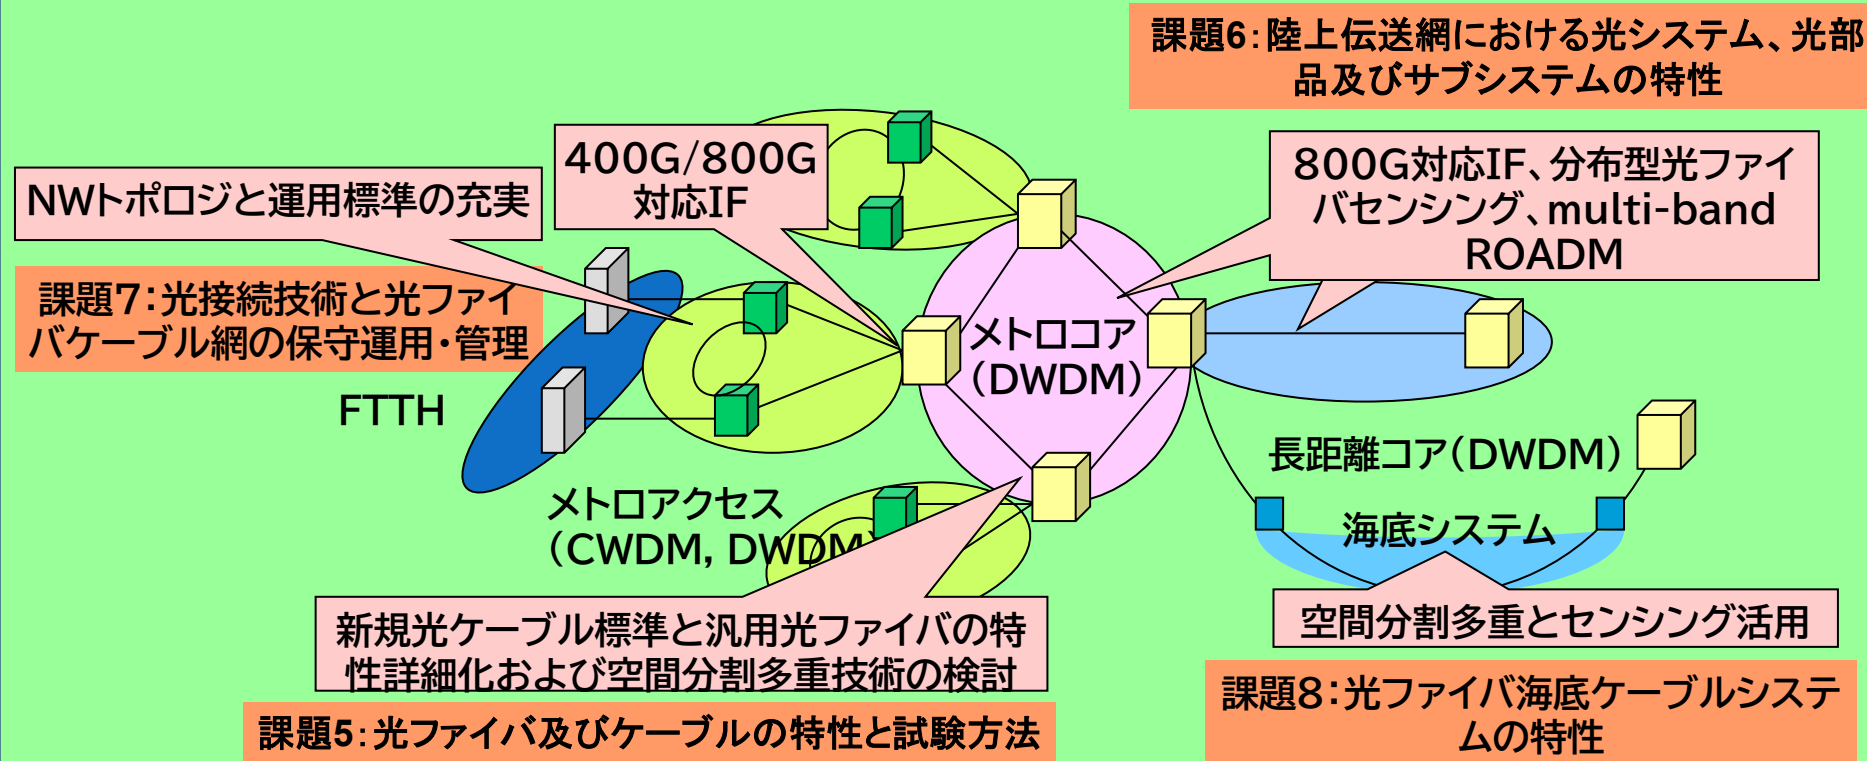 課題6：陸上伝送網における光システム、光部
品及びサブシステムの特性
400G/800G
対応IF
800G対応IF、分布型光ファイ
バセンシング、multi-band
ROADM
NWトポロジと運用標準の充実
課題7：光接続技術と光ファイ
バケーブル網の保守運用・管理
メトロコア
（DWDM）
FTTH
長距離コア（DWDM）
メトロアクセス
（CWDM, DWDM）
海底システム
新規光ケーブル標準と汎用光ファイバの特
性詳細化および空間分割多重技術の検討
空間分割多重とセンシング活用
課題5：光ファイバ及びケーブルの特性と試験方法
課題8：光ファイバ海底ケーブルシステ
ムの特性